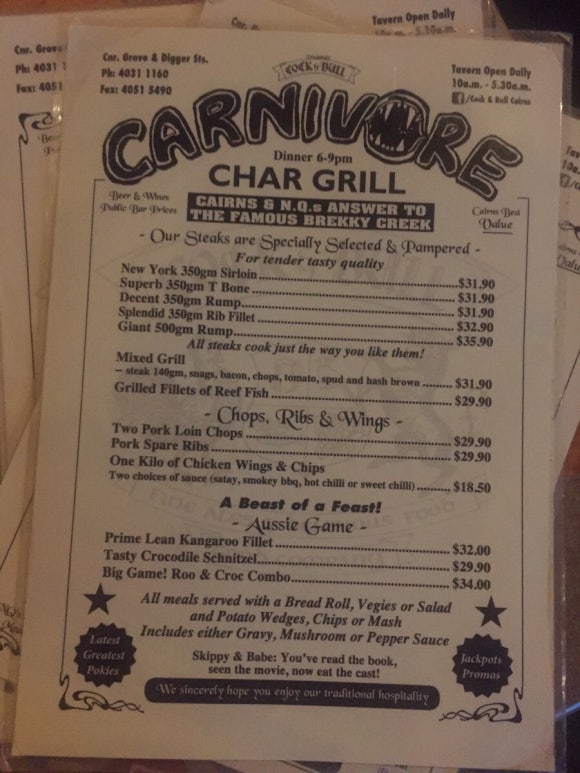 Cnr. Grove & Digger Sts.
Ph: 4031 1160
Fax: 4051 5490
COCK & BULL
Tavern Open Daily
10a.m. - 5.30a.m.
/Cock & Bull Cairns
CARNIVORE
Dinner 6-9pm
CHAR GRILL
Beer & Wines
Public Bar Prices
CAIRNS & N.Q.s ANSWER TO
THE FAMOUS BREKKY CREEK
Cairns Best
Value
- Our Steaks are Specially Selected & Pampered -
For tender tasty quality
New York 350gm Sirloin $31.90
Superb 350gm T Bone $31.90
Decent 350gm Rump $31.90
Splendid 350gm Rib Fillet $32.90
Giant 500gm Rump $35.90
All steaks cook just the way you like them!
Mixed Grill
– steak 140gm, snags, bacon, chops, tomato, spud and hash brown $31.90
Grilled Fillets of Reef Fish $29.90
- Chops, Ribs & Wings -
Two Pork Loin Chops $29.90
Pork Spare Ribs $29.90
One Kilo of Chicken Wings & Chips
Two choices of sauce (satay, smokey bbq, hot chilli or sweet chilli) $18.50
A Beast of a Feast!
- Aussie Game -
Prime Lean Kangaroo Fillet $32.00
Tasty Crocodile Schnitzel $29.90
Big Game! Roo & Croc Combo $34.00
All meals served with a Bread Roll, Vegies or Salad
and Potato Wedges, Chips or Mash
Includes either Gravy, Mushroom or Pepper Sauce
Latest
Greatest
Pokies
Skippy & Babe: You've read the book,
seen the movie, now eat the cast!
Jackpots
Promos
We sincerely hope you enjoy our traditional hospitality
Cnr. Grove
Ph: 4031
Fax: 4051
Tavern Open Daily